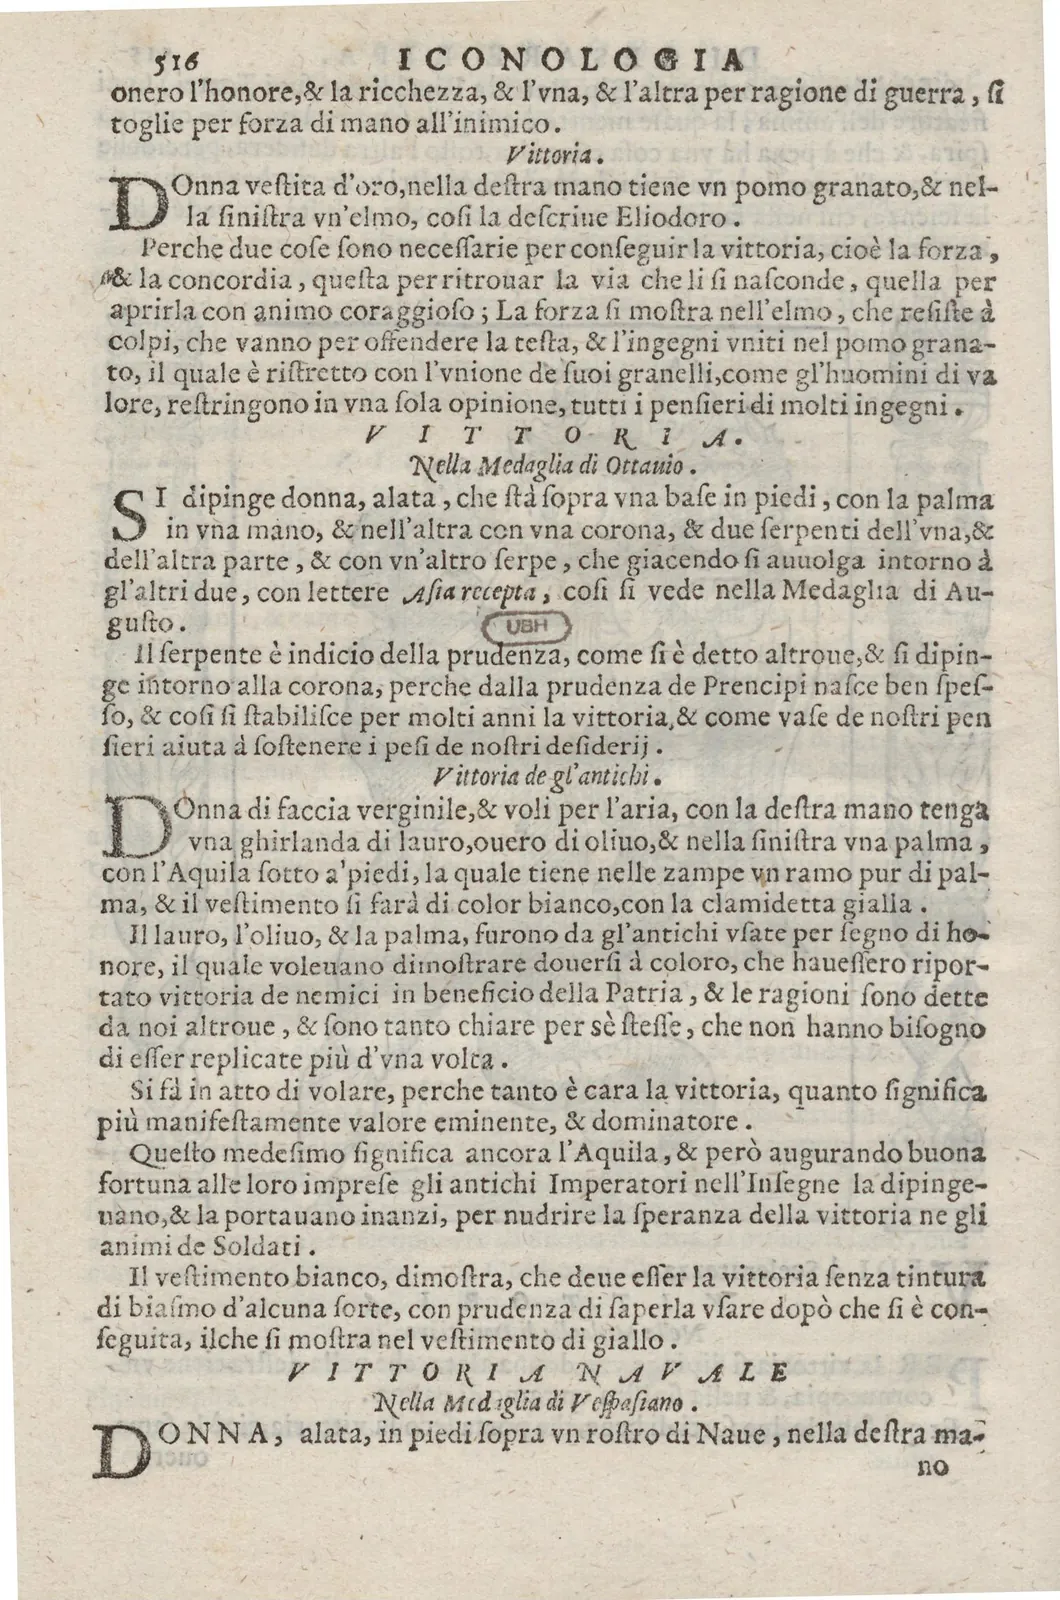 516 ICONOLOGIA
onero l'honore,& la ricchezza, & l'vna, & l'altra per ragione di guerra, ſi
toglie per forza di mano all'inimico.
Vittoria.
DOnna veſtita d'oro,nella deſtra mano tiene vn pomo granato,& nel-
la ſiniſtra vn'elmo, coſi la deſcriue Eliodoro.
Perche due coſe ſono neceſſarie per conſeguir la vittoria, cioè la forza,
& la concordia, queſta per ritrouar la via che li ſi naſconde, quella per
aprirla con animo coraggioſo; La forza ſi moſtra nell'elmo, che reſiſte à
colpi, che vanno per offendere la teſta, & l'ingegni vniti nel pomo grana-
to, il quale è riſtretto con l'vnione de ſuoi granelli,come gl'huomini di va
lore, reſtringono in vna ſola opinione, tutti i penſieri di molti ingegni.
VITTORIA.
Nella Medaglia di Ottauio.
SI dipinge donna, alata, che ſtà ſopra vna baſe in piedi, con la palma
in vna mano, & nell'altra con vna corona, & due ſerpenti dell'vna,&
dell'altra parte, & con vn'altro ſerpe, che giacendo ſi auuolga intorno à
gl'altri due, con lettere Aſia recepta, coſi ſi vede nella Medaglia di Au-
guſto.
UBH
Il ſerpente è indicio della prudenza, come ſi è detto altroue,& ſi dipin-
ge intorno alla corona, perche dalla prudenza de Prencipi naſce ben ſpeſ-
ſo, & coſi ſi ſtabiliſce per molti anni la vittoria,& come vaſe de noſtri pen
ſieri aiuta à ſoſtenere i peſi de noſtri deſiderij.
Vittoria de gl'antichi.
DOnna di faccia verginile,& voli per l'aria, con la deſtra mano tenga
vna ghirlanda di lauro,ouero di oliuo,& nella ſiniſtra vna palma,
con l'Aquila ſotto a'piedi, la quale tiene nelle zampe vn ramo pur di pal-
ma, & il veſtimento ſi farà di color bianco,con la clamidetta gialla.
Il lauro, l'oliuo, & la palma, furono da gl'antichi vſate per ſegno di ho-
nore, il quale voleuano dimoſtrare douerſi à coloro, che haueſſero ripor-
tato vittoria de nemici in beneficio della Patria, & le ragioni ſono dette
da noi altroue, & ſono tanto chiare per sè ſteſſe, che non hanno biſogno
di eſſer replicate più d'vna volta.
Si fà in atto di volare, perche tanto è cara la vittoria, quanto ſignifica
più manifeſtamente valore eminente, & dominatore.
Queſto medeſimo ſignifica ancora l'Aquila, & però augurando buona
fortuna alle loro impreſe gli antichi Imperatori nell'Inſegne la dipinge-
uano,& la portauano inanzi, per nudrire la ſperanza della vittoria ne gli
animi de Soldati.
Il veſtimento bianco, dimoſtra, che deue eſſer la vittoria ſenza tintura
di biaſmo d'alcuna ſorte, con prudenza di ſaperla vſare dopò che ſi è con-
ſeguita, ilche ſi moſtra nel veſtimento di giallo.
VITTORIA NAVALE
Nella Medaglia di Veſpaſiano.
DONNA, alata, in piedi ſopra vn roſtro di Naue, nella deſtra ma-
no